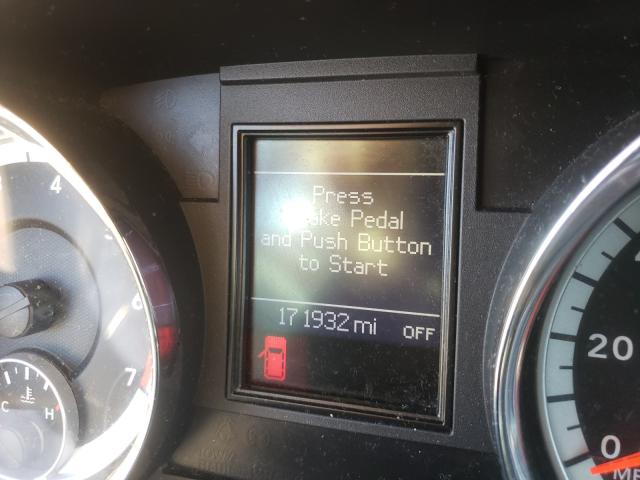 Press
Pedal
and Push Button
to Start
171932 mi OFF
4
6
7
C H
20
0